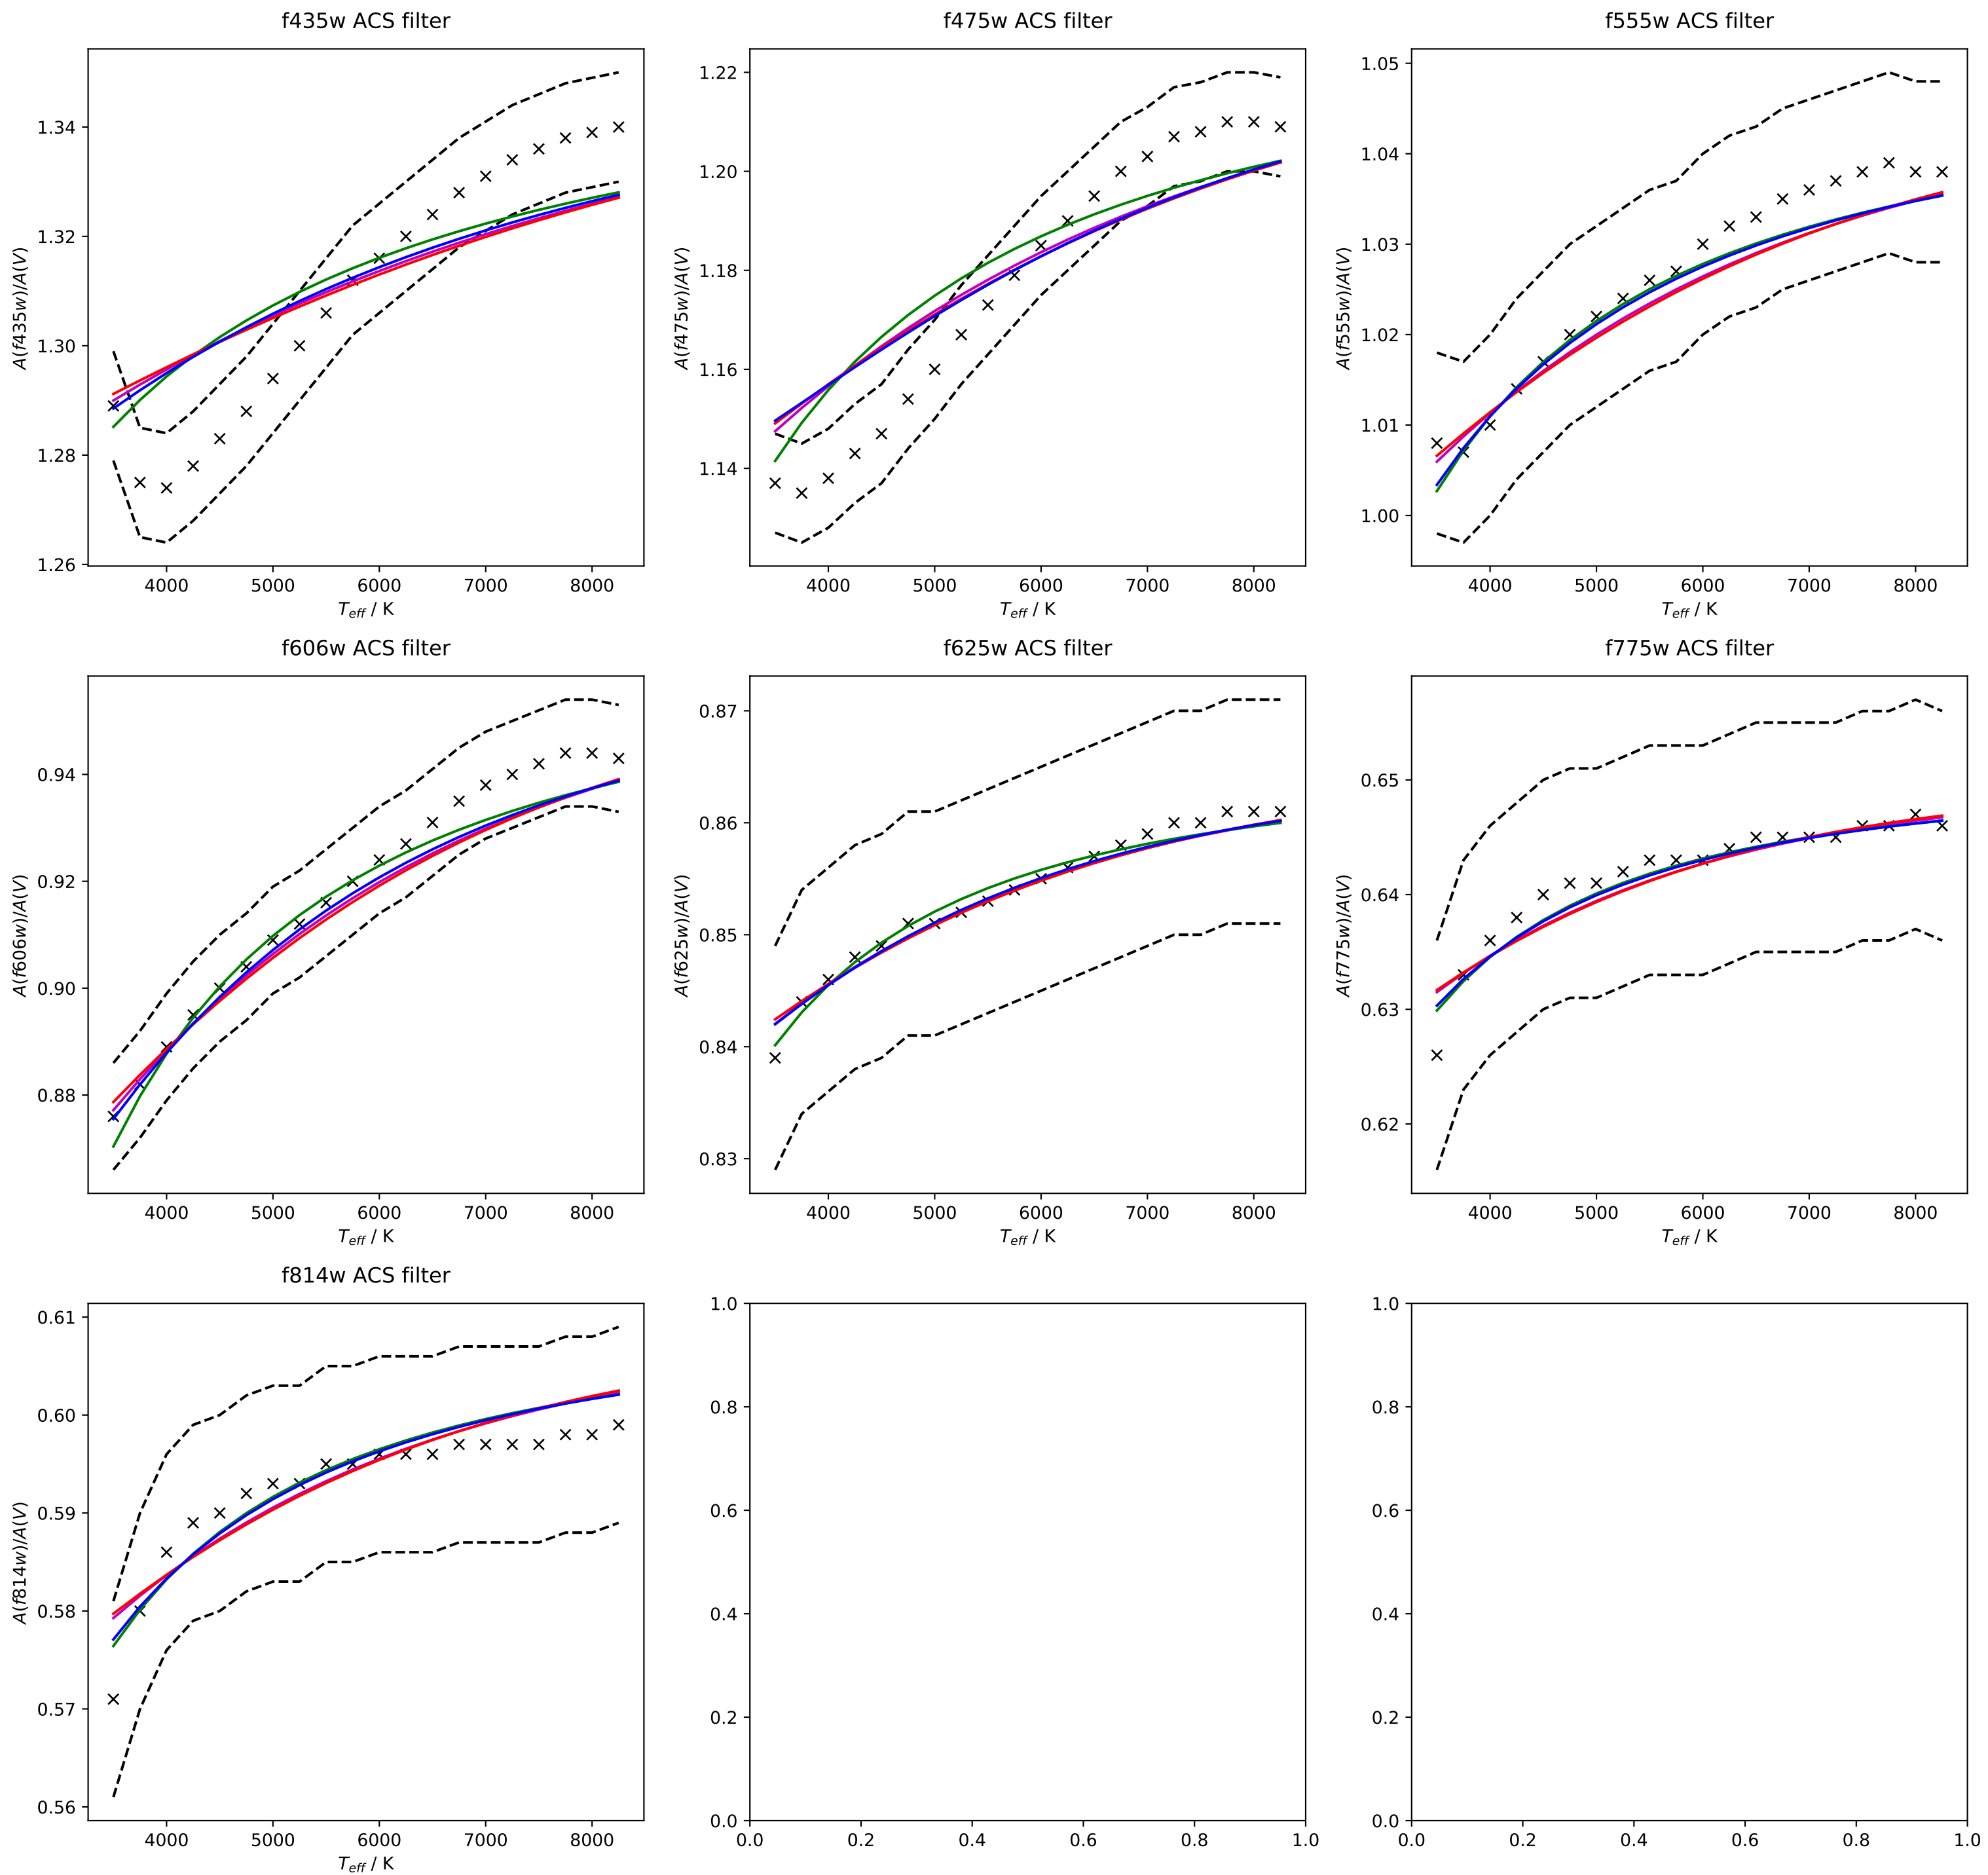 f435w ACS filter
1.34
1.32
1.30
1.28
1.26
A(f435w)/A(V)
4000 5000 6000 7000 8000
T_eff / K
f475w ACS filter
1.22
1.20
1.18
1.16
1.14
A(f475w)/A(V)
4000 5000 6000 7000 8000
T_eff / K
f555w ACS filter
1.05
1.04
1.03
1.02
1.01
1.00
A(f555w)/A(V)
4000 5000 6000 7000 8000
T_eff / K
f606w ACS filter
0.94
0.92
0.90
0.88
A(f606w)/A(V)
4000 5000 6000 7000 8000
T_eff / K
f625w ACS filter
0.87
0.86
0.85
0.84
0.83
A(f625w)/A(V)
4000 5000 6000 7000 8000
T_eff / K
f775w ACS filter
0.65
0.64
0.63
0.62
A(f775w)/A(V)
4000 5000 6000 7000 8000
T_eff / K
f814w ACS filter
0.61
0.60
0.59
0.58
0.57
0.56
A(f814w)/A(V)
4000 5000 6000 7000 8000
T_eff / K
1.0
0.8
0.6
0.4
0.2
0.0
0.0 0.2 0.4 0.6 0.8 1.0
1.0
0.8
0.6
0.4
0.2
0.0
0.0 0.2 0.4 0.6 0.8 1.0